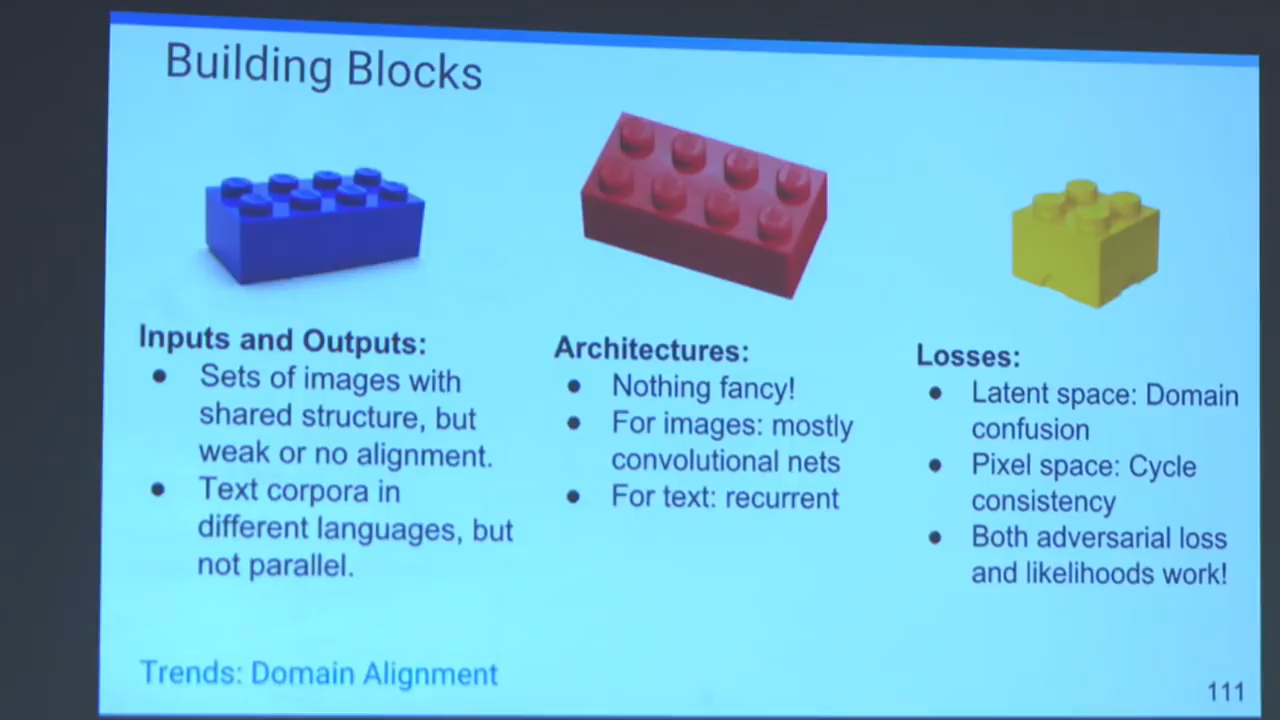 Building Blocks
Inputs and Outputs:
● Sets of images with
shared structure, but
weak or no alignment.
● Text corpora in
different languages, but
not parallel.
Architectures:
● Nothing fancy!
● For images: mostly
convolutional nets
● For text: recurrent
Losses:
● Latent space: Domain
confusion
● Pixel space: Cycle
consistency
● Both adversarial loss
and likelihoods work!
Trends: Domain Alignment
111